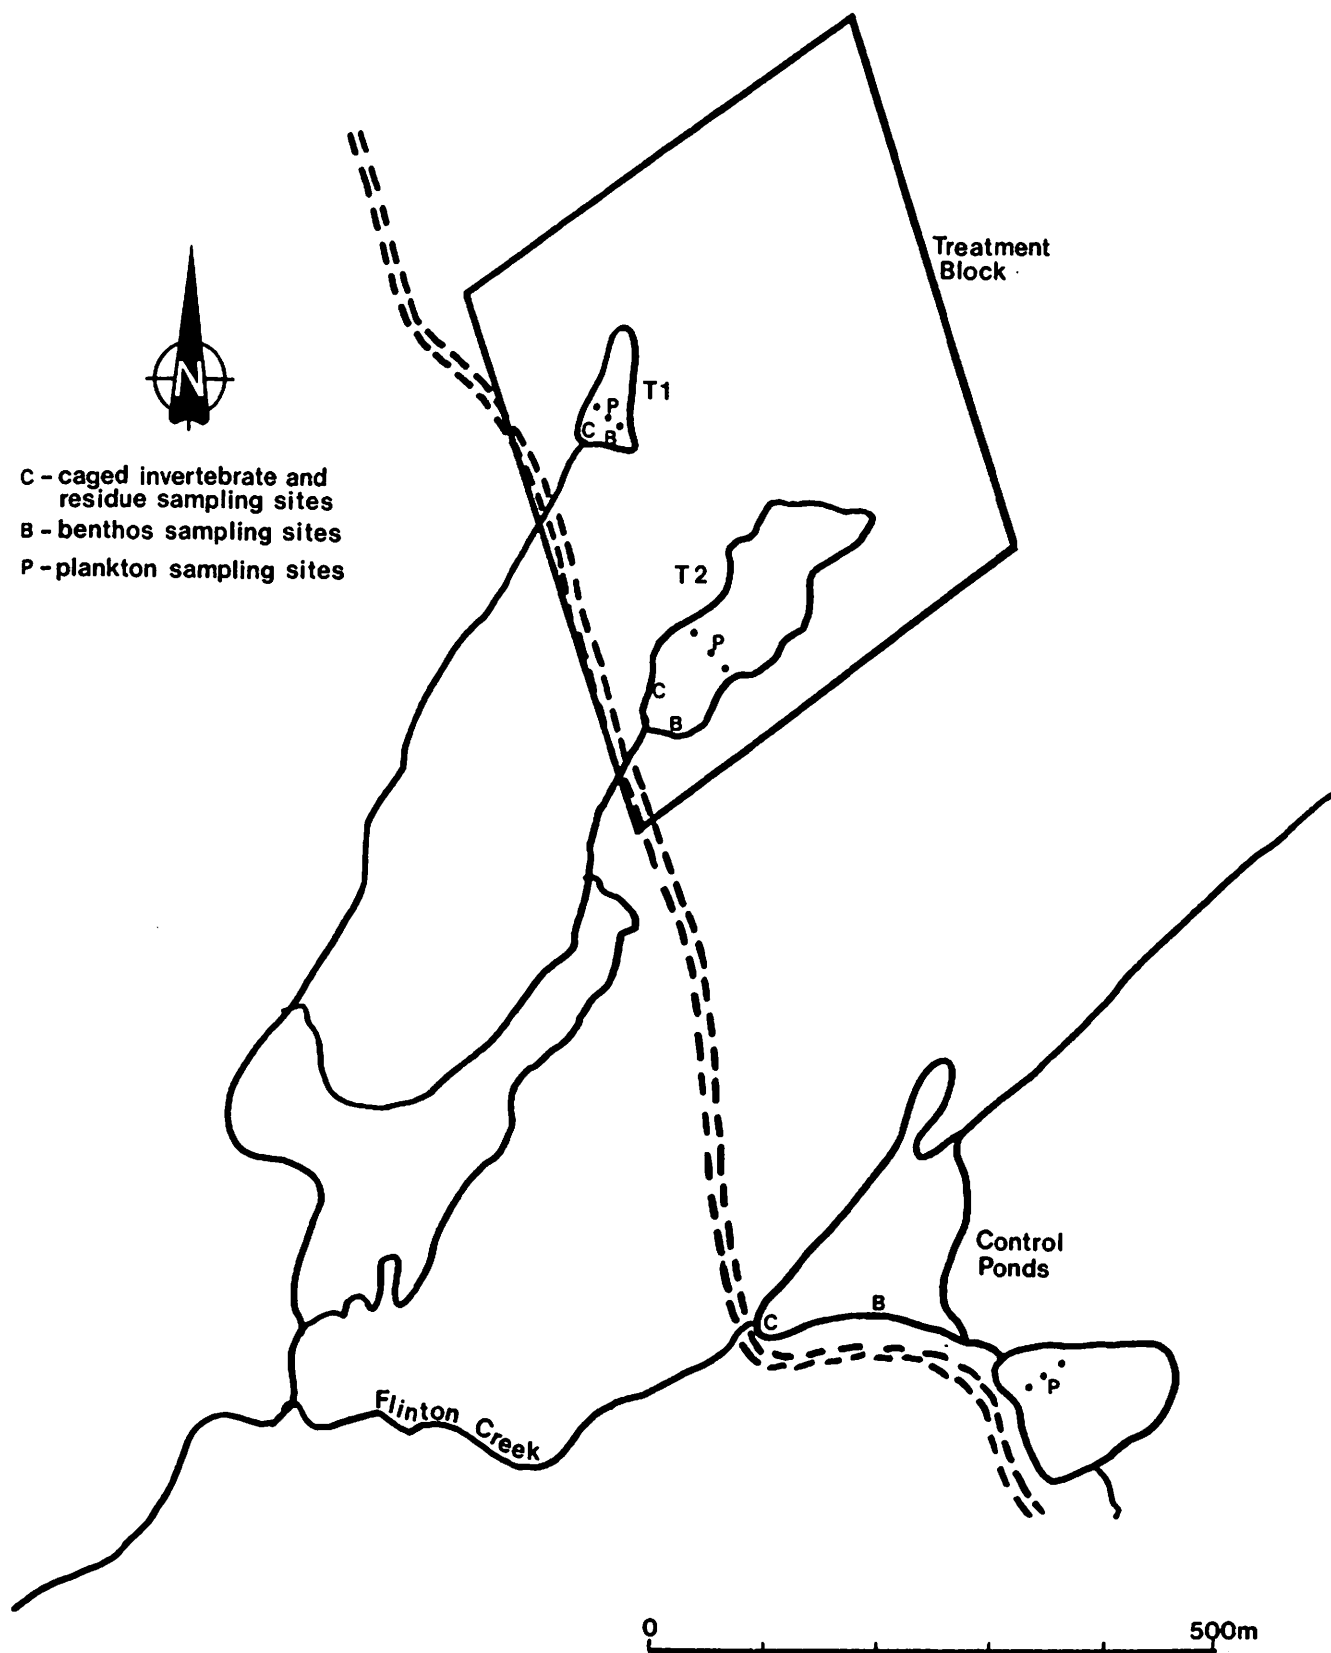 Treatment
Block
N
T1
P
C
B
C - caged invertebrate and
residue sampling sites
B - benthos sampling sites
P - plankton sampling sites
T2
P
C
B
Control
Ponds
B
C
P
Flinton Creek
0
500m